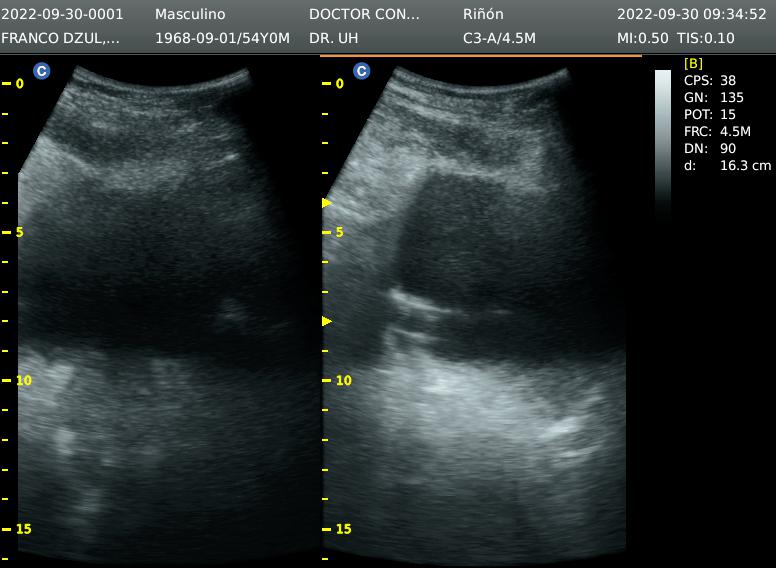 2022-09-30-0001 Masculino DOCTOR CON... Riñón 2022-09-30 09:34:52
FRANCO DZUL,... 1968-09-01/54Y0M DR. UH C3-A/4.5M MI:0.50 TIS:0.10
C C [B]
0 0 CPS: 38
GN: 135
POT: 15
FRC: 4.5M
DN: 90
d: 16.3 cm
5 5
10 10
15 15